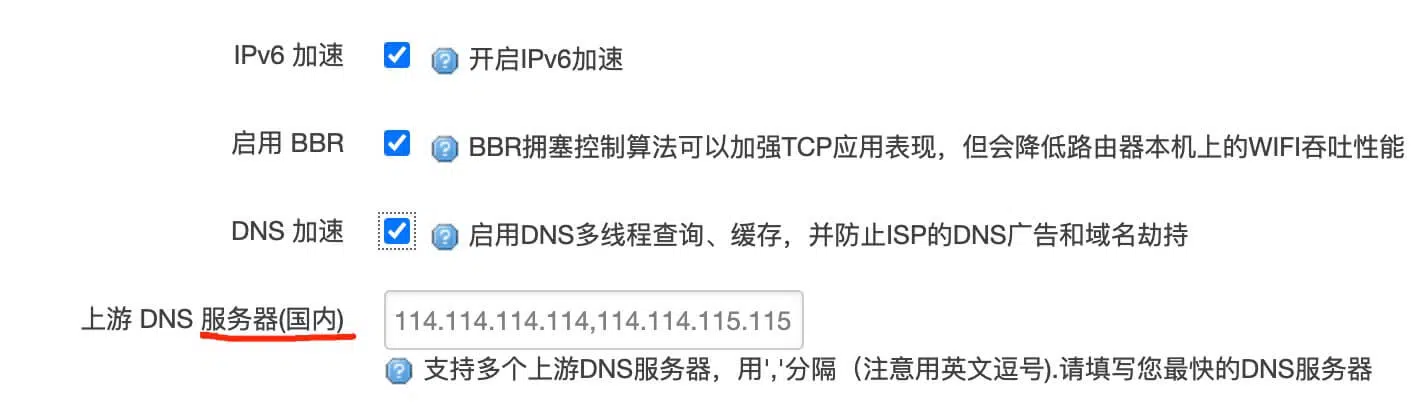 IPv6 加速 开启IPv6加速
启用 BBR BBR拥塞控制算法可以加强TCP应用表现，但会降低路由器本机上的WIFI吞吐性能
DNS 加速 启用DNS多线程查询、缓存，并防止ISP的DNS广告和域名劫持
上游 DNS 服务器(国内) 114.114.114.114,114.114.115.115
支持多个上游DNS服务器，用','分隔（注意用英文逗号).请填写您最快的DNS服务器